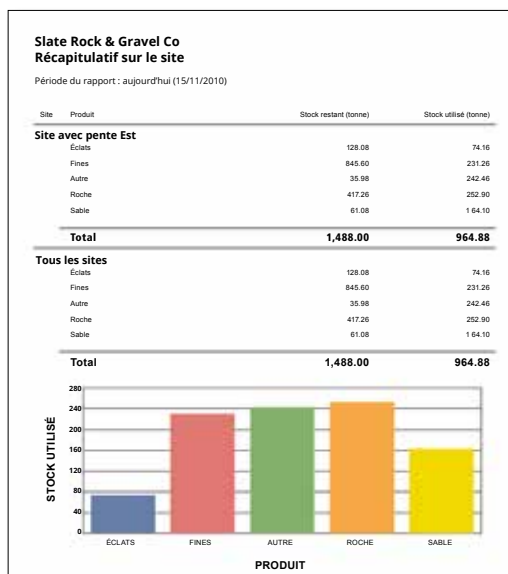 Slate Rock & Gravel Co
Récapitulatif sur le site
Période du rapport : aujourd'hui (15/11/2010)
Site Produit Stock restant (tonne) Stock utilisé (tonne)
Site avec pente Est
Éclats 128.08 74.16
Fines 845.60 231.26
Autre 35.98 242.46
Roche 417.26 252.90
Sable 61.08 1 64.10
Total 1,488.00 964.88
Tous les sites
Éclats 128.08 74.16
Fines 845.60 231.26
Autre 35.98 242.46
Roche 417.26 252.90
Sable 61.08 1 64.10
Total 1,488.00 964.88
STOCK UTILISÉ
280
240
200
160
120
80
40
0
ÉCLATS FINES AUTRE ROCHE SABLE
PRODUIT